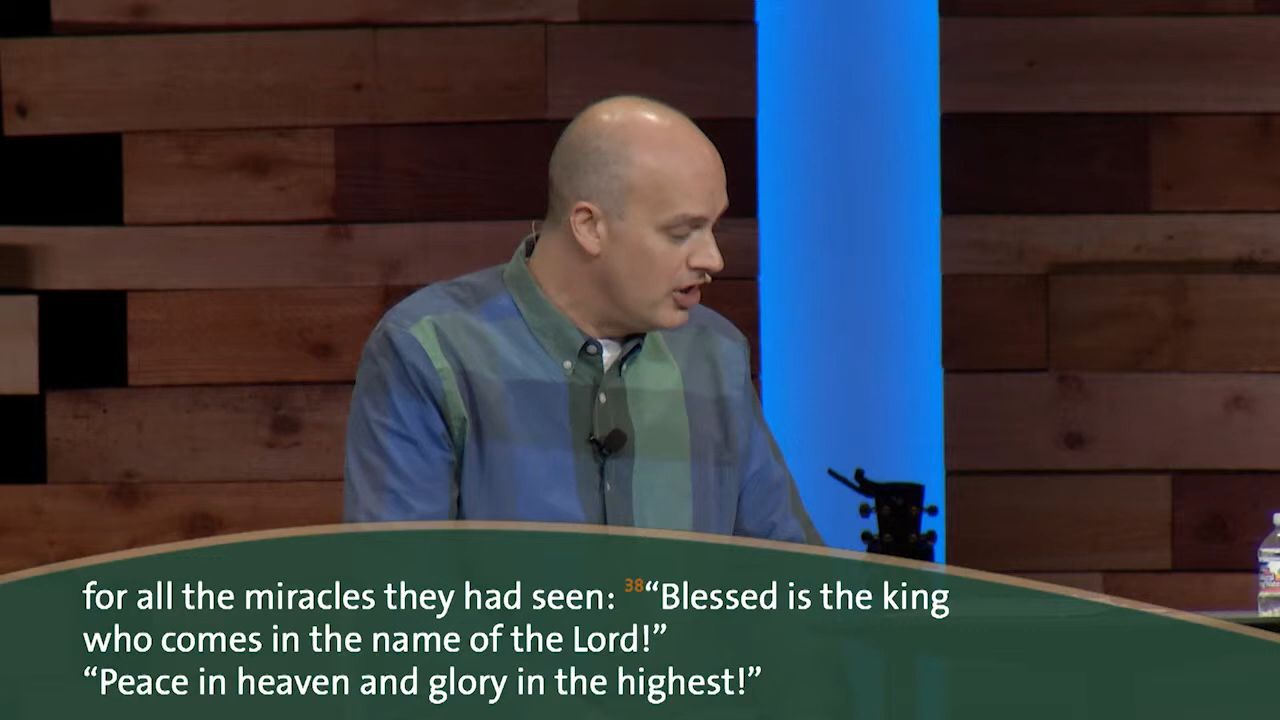 for all the miracles they had seen: 38“Blessed is the king
who comes in the name of the Lord!”
“Peace in heaven and glory in the highest!”